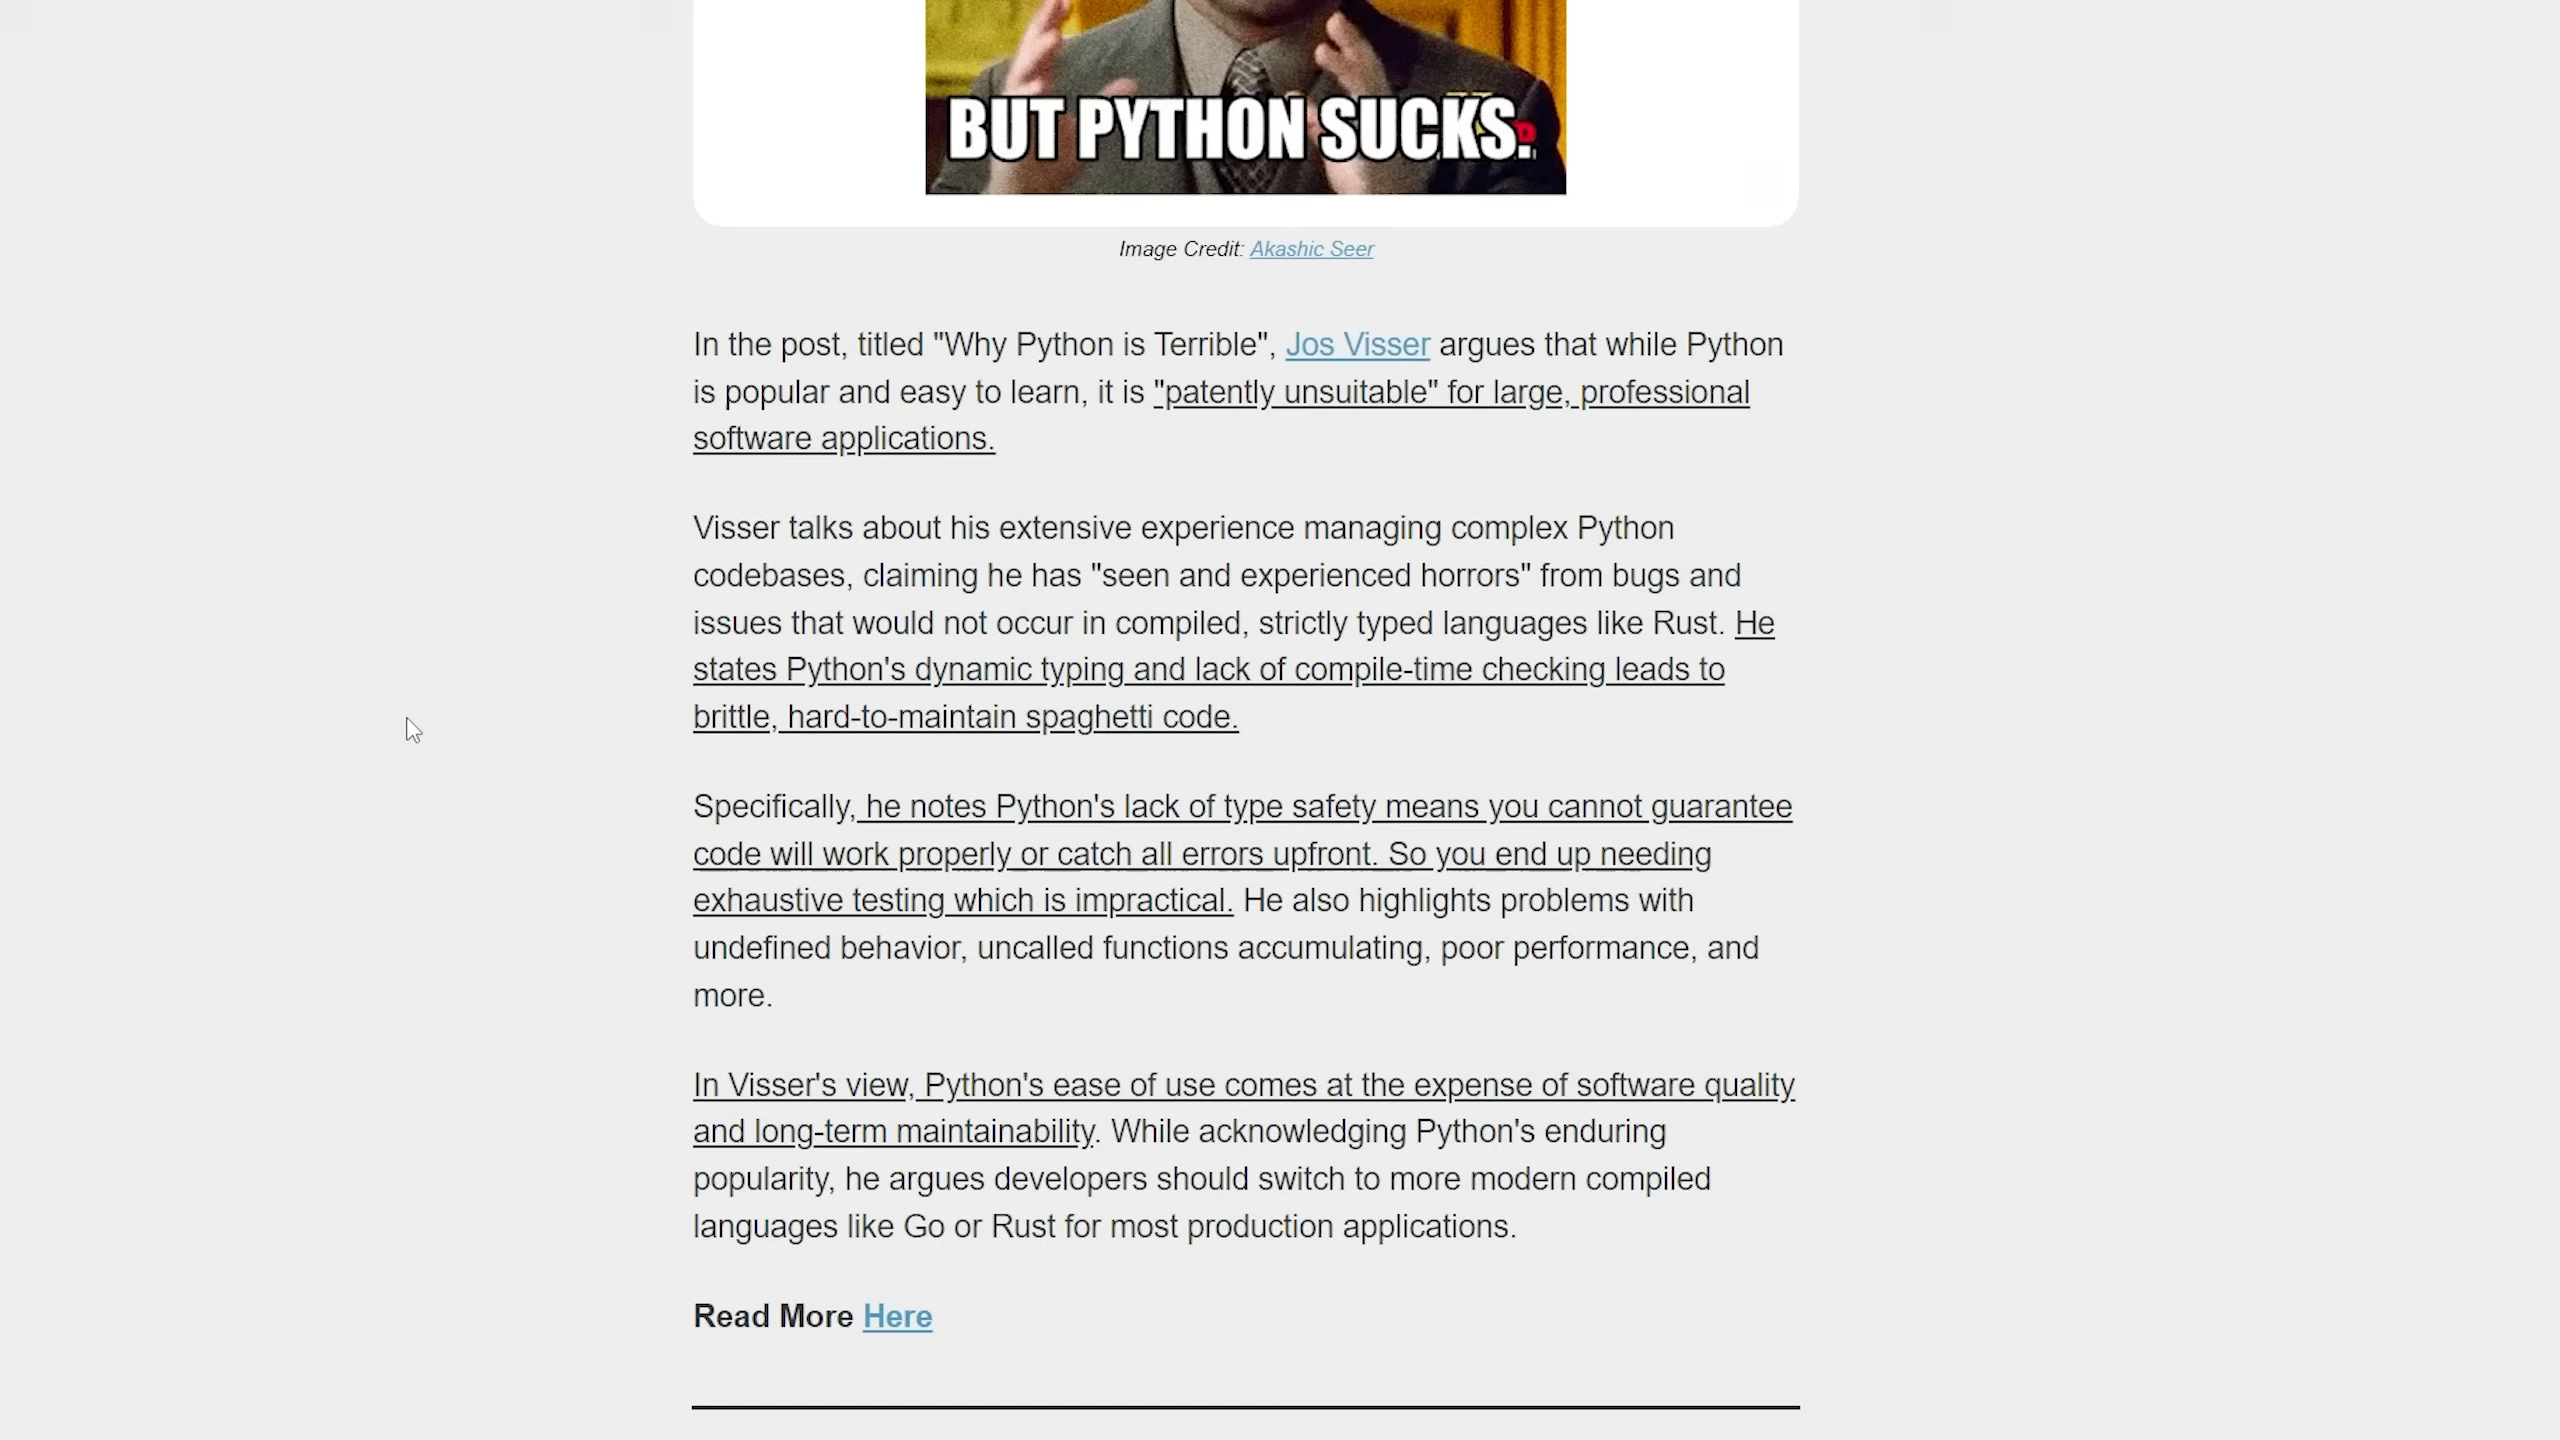 BUT PYTHON SUCKS.
Image Credit: Akashic Seer
In the post, titled "Why Python is Terrible", Jos Visser argues that while Python
is popular and easy to learn, it is "patently unsuitable" for large, professional
software applications.
Visser talks about his extensive experience managing complex Python
codebases, claiming he has "seen and experienced horrors" from bugs and
issues that would not occur in compiled, strictly typed languages like Rust. He
states Python's dynamic typing and lack of compile-time checking leads to
brittle, hard-to-maintain spaghetti code.
Specifically, he notes Python's lack of type safety means you cannot guarantee
code will work properly or catch all errors upfront. So you end up needing
exhaustive testing which is impractical. He also highlights problems with
undefined behavior, uncalled functions accumulating, poor performance, and
more.
In Visser's view, Python's ease of use comes at the expense of software quality
and long-term maintainability. While acknowledging Python's enduring
popularity, he argues developers should switch to more modern compiled
languages like Go or Rust for most production applications.
Read More Here